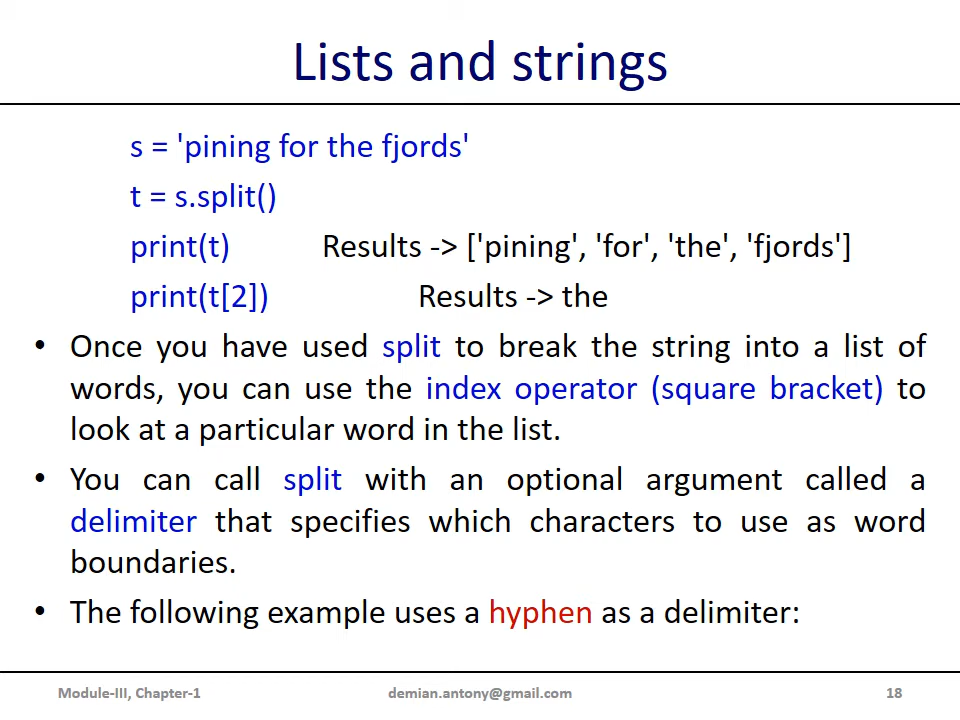 Lists and strings
s = 'pining for the fjords'
t = s.split()
print(t) Results -> ['pining', 'for', 'the', 'fjords']
print(t[2]) Results -> the
• Once you have used split to break the string into a list of
words, you can use the index operator (square bracket) to
look at a particular word in the list.
• You can call split with an optional argument called a
delimiter that specifies which characters to use as word
boundaries.
• The following example uses a hyphen as a delimiter:
Module-III, Chapter-1 demian.antony@gmail.com 18